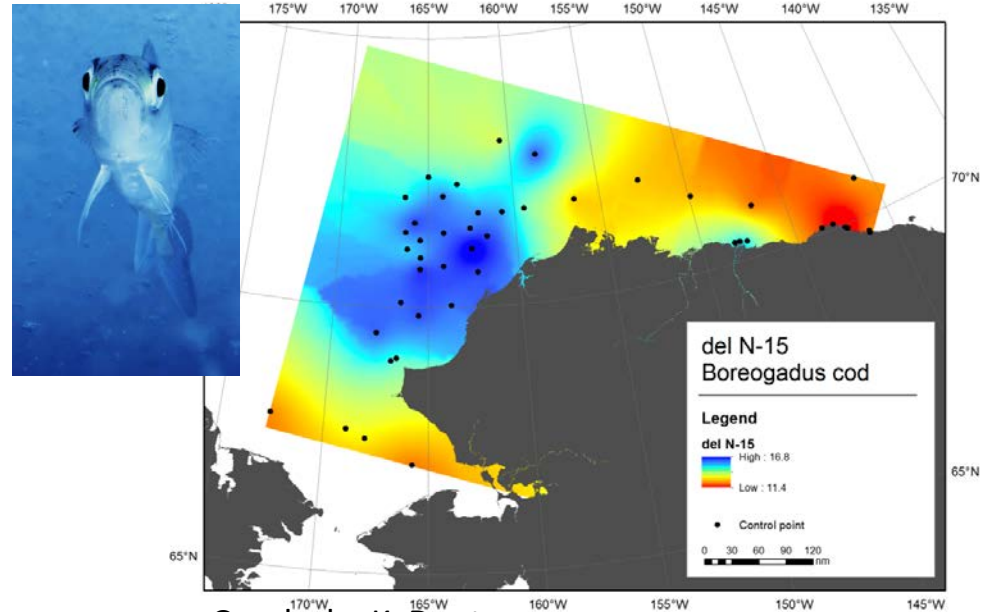 175°W 170°W 165°W 160°W 155°W 150°W 145°W 140°W 135°W
70°N
del N-15
Boreogadus cod
Legend
del N-15
High : 16.8
Low : 11.4
Control point
0 30 60 90 120
nm
65°N
65°N
170°W 165°W 160°W 155°W 150°W 145°W